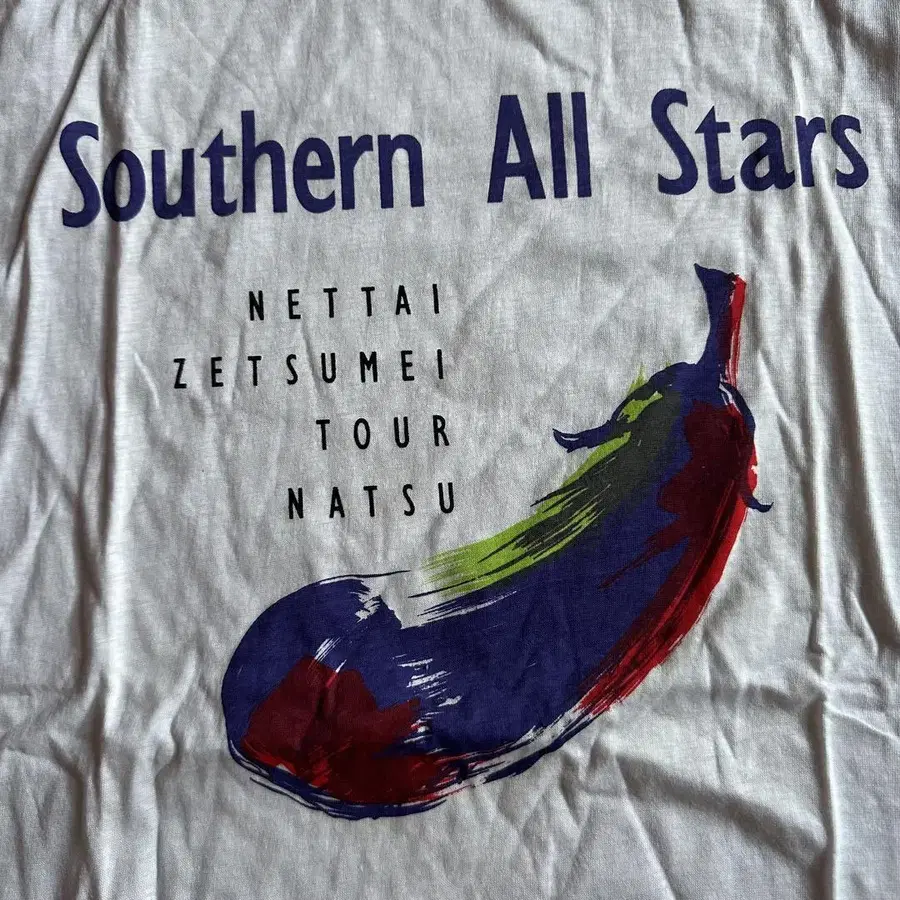 Southern All Stars
NETTAI
ZETSUMEI
TOUR
NATSU